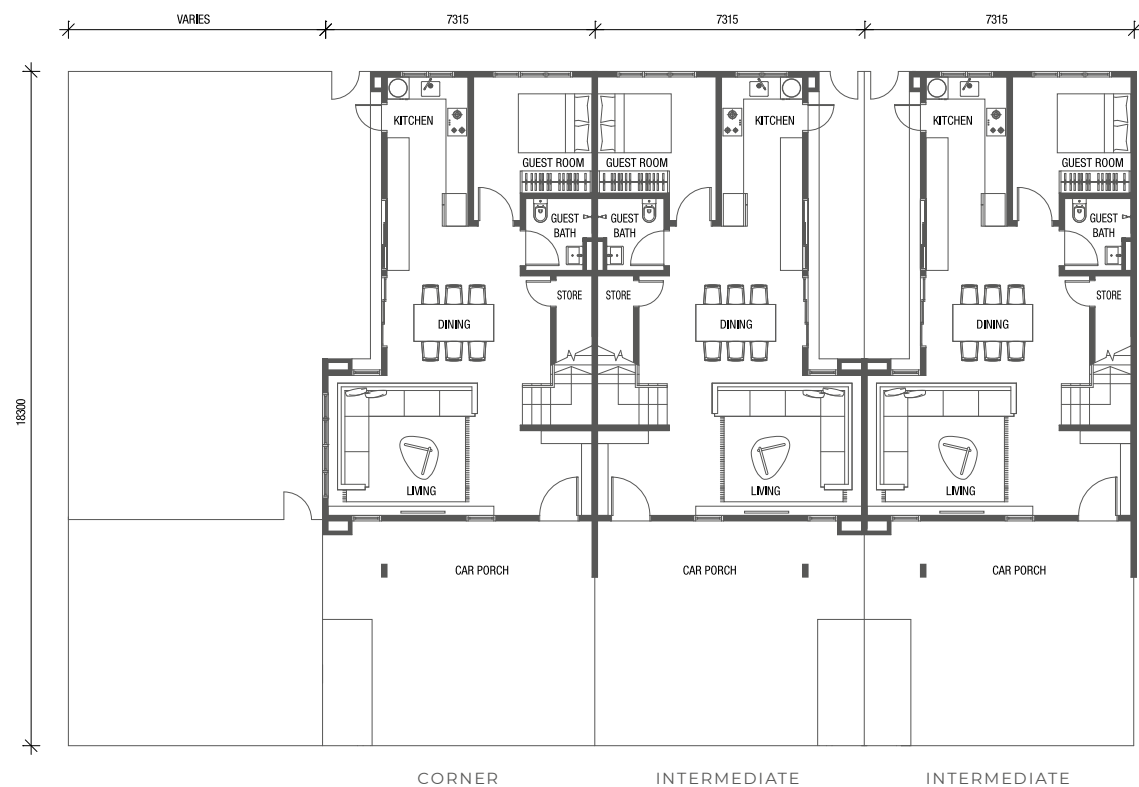 VARIES
7315
7315
7315
18300
KITCHEN
KITCHEN
KITCHEN
GUEST ROOM
GUEST ROOM
GUEST ROOM
GUEST
BATH
GUEST
BATH
GUEST
BATH
STORE
STORE
STORE
DINING
DINING
DINING
LIVING
LIVING
LIVING
CAR PORCH
CAR PORCH
CAR PORCH
CORNER
INTERMEDIATE
INTERMEDIATE